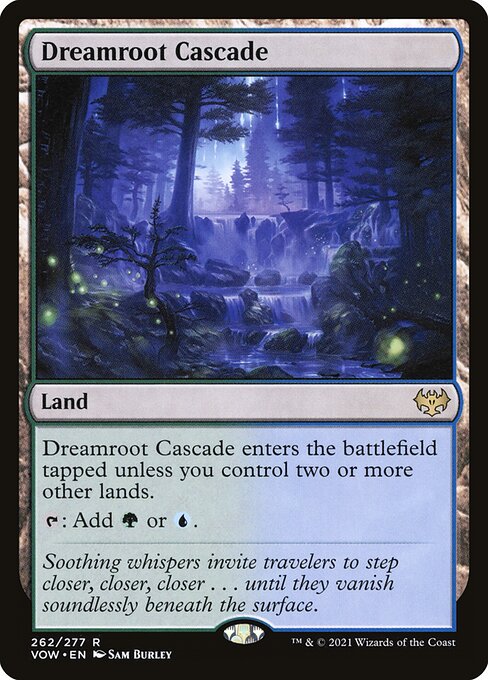 Dreamroot Cascade
Land
Dreamroot Cascade enters the battlefield
tapped unless you control two or more
other lands.
: Add or .
Soothing whispers invite travelers to step
closer, closer, closer . . . until they vanish
soundlessly beneath the surface.
262/277 R
VOW • EN Sam Burley
™ & © 2021 Wizards of the Coast